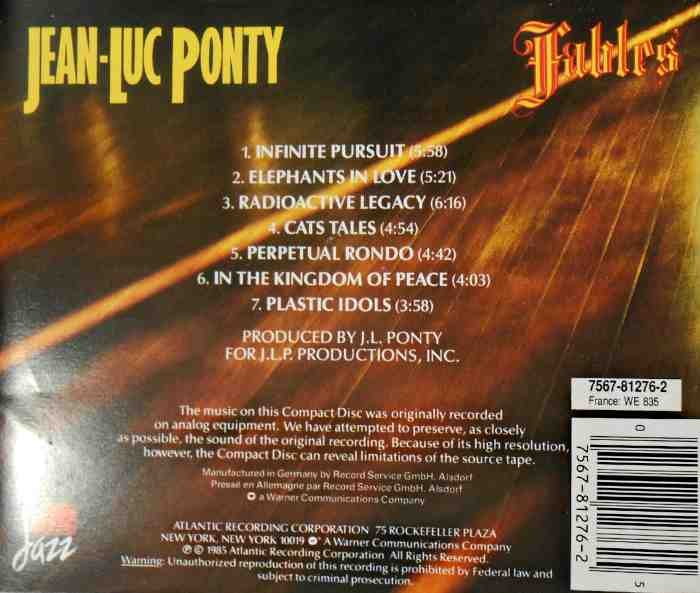 JEAN-LUC PONTY
Fables
1. INFINITE PURSUIT (5:58)
2. ELEPHANTS IN LOVE (5:21)
3. RADIOACTIVE LEGACY (6:16)
4. CATS TALES (4:54)
5. PERPETUAL RONDO (4:42)
6. IN THE KINGDOM OF PEACE (4:03)
7. PLASTIC IDOLS (3:58)
PRODUCED BY J.L. PONTY
FOR J.L.P. PRODUCTIONS, INC.
7567-81276-2
France: WE 835
The music on this Compact Disc was originally recorded
on analog equipment. We have attempted to preserve, as closely
as possible, the sound of the original recording. Because of its high resolution,
however, the Compact Disc can reveal limitations of the source tape.
Manufactured in Germany by Record Service GmbH. Alsdorf
Pressé en Allemagne par Record Service GmbH. Alsdorf
a Warner Communications Company
ATLANTIC RECORDING CORPORATION 75 ROCKEFELLER PLAZA
NEW YORK, NEW YORK 10019 A Warner Communications Company
℗ © 1985 Atlantic Recording Corporation All Rights Reserved.
Warning: Unauthorized reproduction of this recording is prohibited by Federal law and
subject to criminal prosecution.
Jazz
0
7567-81276-2
5